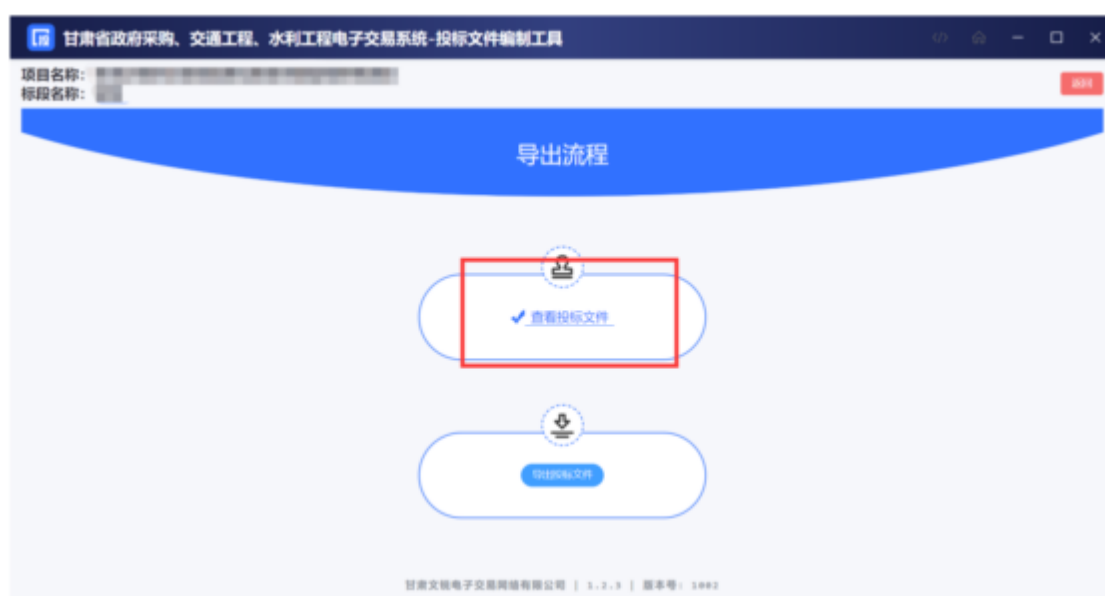 甘肃省政府采购、交通工程、水利工程电子交易系统-投标文件编制工具
项目名称:
标段名称:
返回
导出流程
查看投标文件
导出投标文件
甘肃文锐电子交易网络有限公司 | 1.2.3 | 版本号: 1002